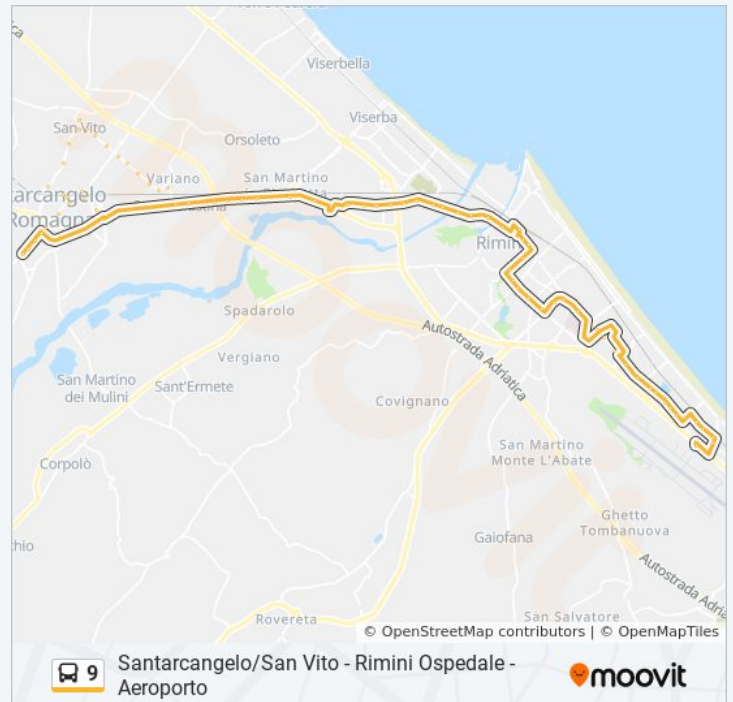 Viserbella
Viserba
San Vito
Orsoleto
Variano
San Martino
tarcangelo
Romagna
Rimini
Spadarolo
Autostrada Adriatica
Vergiano
San Martino
dei Mulini
Sant'Ermete
Covignano
San Martino
Monte L'Abate
Corpolò
Ghetto
Tombanuova
Gaiofana
Autostrada Adria
San Salvatore
Rovereta
© OpenStreetMap contributors | © OpenMapTiles
9
Santarcangelo/San Vito - Rimini Ospedale -
Aeroporto
moovit